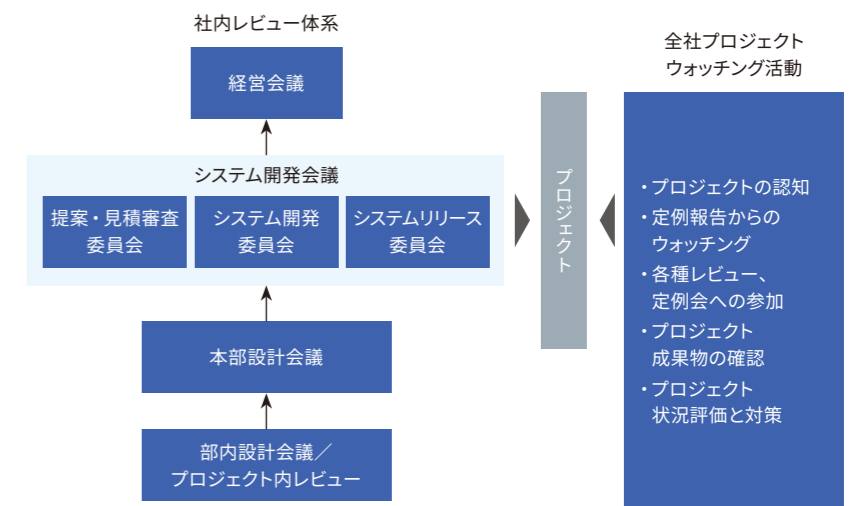 社内レビュー体系
経営会議
システム開発会議
提案・見積審査
委員会
システム開発
委員会
システムリリース
委員会
本部設計会議
部内設計会議／
プロジェクト内レビュー
プロジェクト
全社プロジェクト
ウォッチング活動
・プロジェクトの認知
・定例報告からの
ウォッチング
・各種レビュー、
定例会への参加
・プロジェクト
成果物の確認
・プロジェクト
状況評価と対策